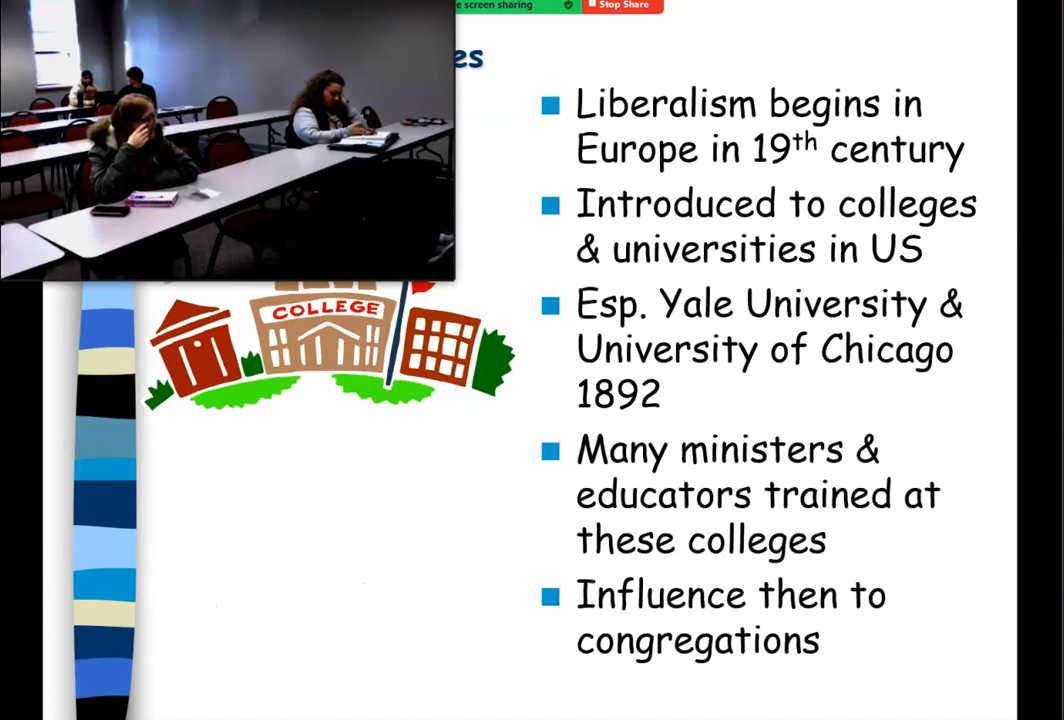 e screen sharing
Stop Share
es
Liberalism begins in
Europe in 19th century
Introduced to colleges
& universities in US
Esp. Yale University &
University of Chicago
1892
Many ministers &
educators trained at
these colleges
Influence then to
congregations
COLLEGE